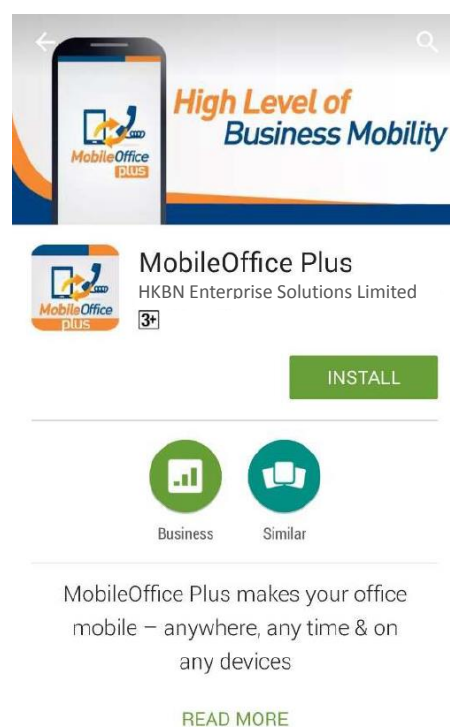 High Level of
Business Mobility
MobileOffice
plus
MobileOffice
plus
MobileOffice Plus
HKBN Enterprise Solutions Limited
3+
INSTALL
Business
Similar
MobileOffice Plus makes your office
mobile – anywhere, any time & on
any devices
READ MORE